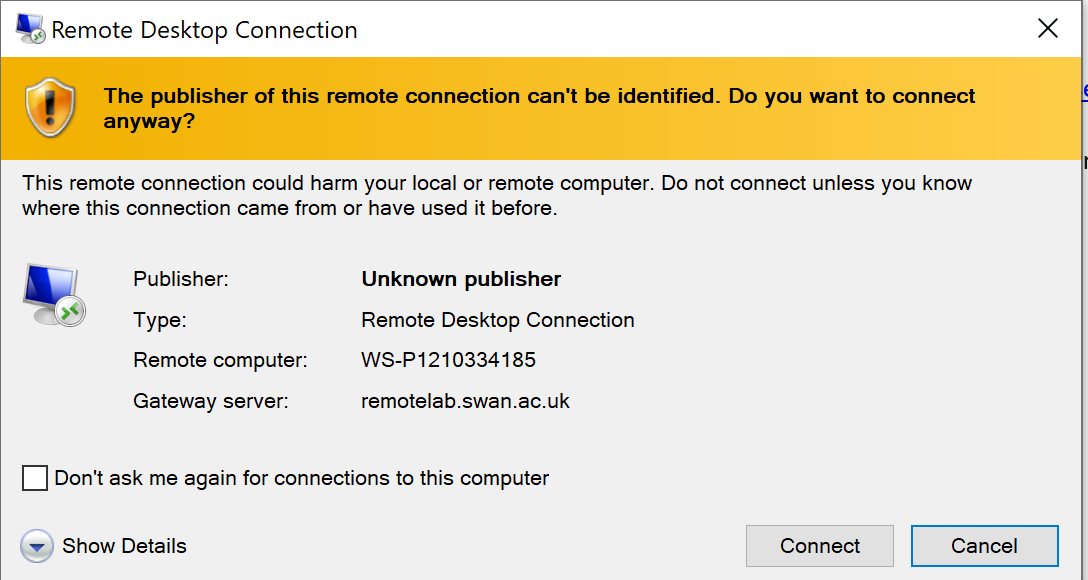 Remote Desktop Connection
The publisher of this remote connection can't be identified. Do you want to connect
anyway?
This remote connection could harm your local or remote computer. Do not connect unless you know
where this connection came from or have used it before.
Publisher: Unknown publisher
Type: Remote Desktop Connection
Remote computer: WS-P1210334185
Gateway server: remotelab.swan.ac.uk
Don't ask me again for connections to this computer
Show Details Connect Cancel